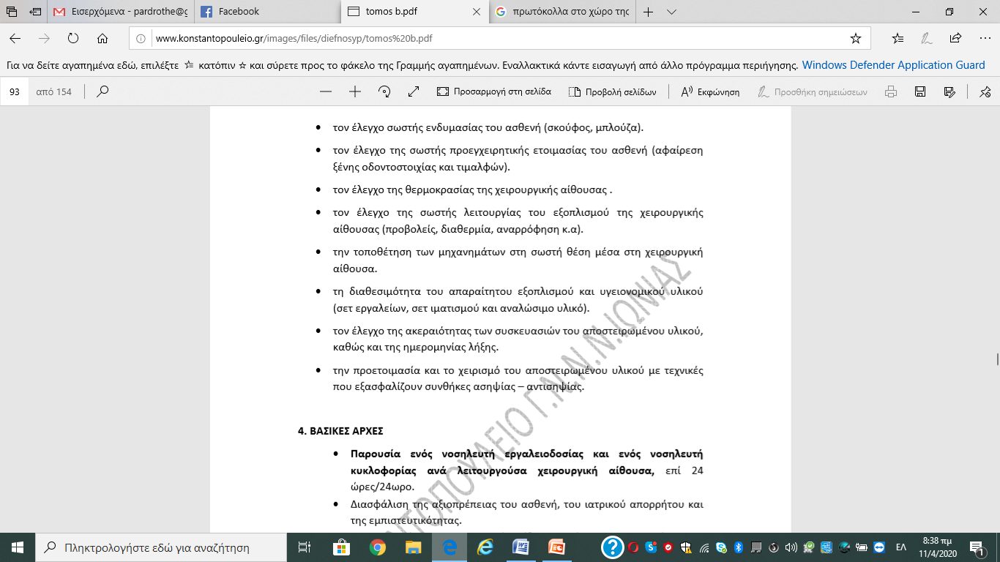 Εισερχόμενα - pardrothe@g
Facebook
tomos b.pdf
πρωτόκολλα στο χώρο της
www.konstantopouleio.gr/images/files/diefnosyp/tomos%20b.pdf
Για να δείτε αγαπημένα εδώ, επιλέξτε κατόπιν και σύρετε προς το φάκελο της Γραμμής αγαπημένων. Εναλλακτικά κάντε εισαγωγή από άλλο πρόγραμμα περιήγησης. Windows Defender Application Guard
93 από 154 Προσαρμογή στη σελίδα Προβολή σελίδων Εκφώνηση Προσθήκη σημειώσεων
• τον έλεγχο σωστής ενδυμασίας του ασθενή (σκούφος, μπλούζα).
• τον έλεγχο της σωστής προεγχειρητικής ετοιμασίας του ασθενή (αφαίρεση
ξένης οδοντοστοιχίας και τιμαλφών).
• τον έλεγχο της θερμοκρασίας της χειρουργικής αίθουσας .
• τον έλεγχο της σωστής λειτουργίας του εξοπλισμού της χειρουργικής
αίθουσας (προβολείς, διαθερμία, αναρρόφηση κ.α).
• την τοποθέτηση των μηχανημάτων στη σωστή θέση μέσα στη χειρουργική
αίθουσα.
• τη διαθεσιμότητα του απαραίτητου εξοπλισμού και υγειονομικού υλικού
(σετ εργαλείων, σετ ιματισμού και αναλώσιμο υλικό).
• τον έλεγχο της ακεραιότητας των συσκευασιών του αποστειρωμένου υλικού,
καθώς και της ημερομηνίας λήξης.
• την προετοιμασία και το χειρισμό του αποστειρωμένου υλικού με τεχνικές
που εξασφαλίζουν συνθήκες ασηψίας – αντισηψίας.
4. ΒΑΣΙΚΕΣ ΑΡΧΕΣ
• Παρουσία ενός νοσηλευτή εργαλειοδοσίας και ενός νοσηλευτή
κυκλοφορίας ανά λειτουργούσα χειρουργική αίθουσα, επί 24
ώρες/24ωρο.
• Διασφάλιση της αξιοπρέπειας του ασθενή, του ιατρικού απορρήτου και
της εμπιστευτικότητας.
ΝΤΟΠΟΥΛΕΙΟ Γ.Ν.Ν.ΙΩΝΙΑΣ
Πληκτρολογήστε εδώ για αναζήτηση
ΕΛ
8:38 πμ
11/4/2020